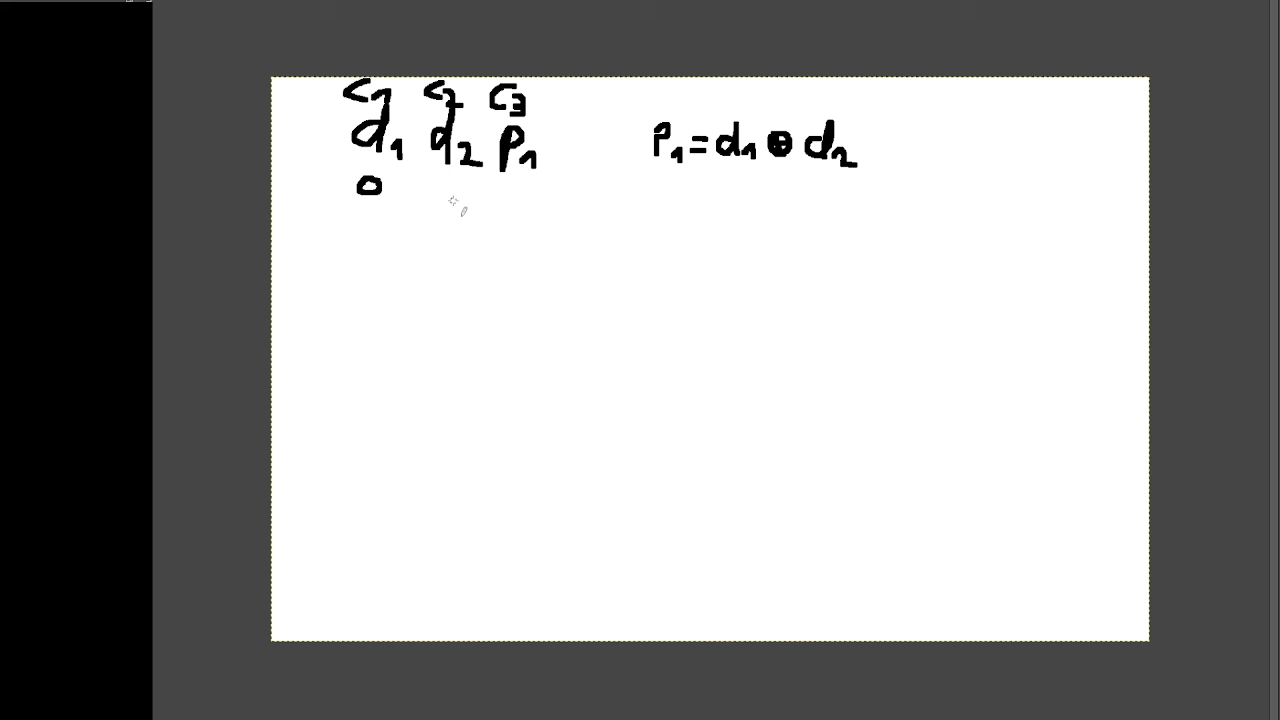 c₁ c₂ c₃
d₁ d₂ p₁ P₁ = d₁ ⊕ d₂
0